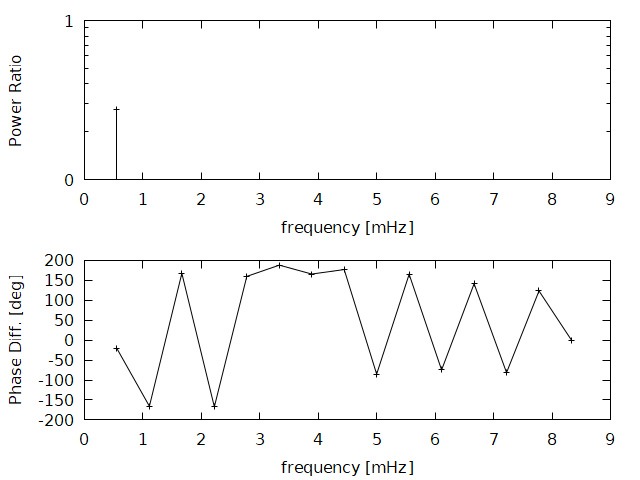 1
0
Power Ratio
0 1 2 3 4 5 6 7 8 9
frequency [mHz]
200
150
100
50
0
-50
-100
-150
-200
Phase Diff. [deg]
0 1 2 3 4 5 6 7 8 9
frequency [mHz]